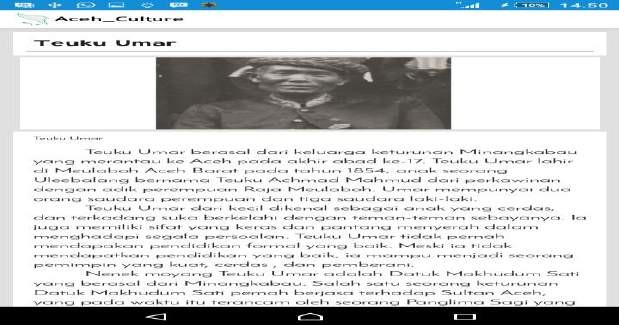 10% 14.50
Aceh_Culture
Teuku Umar
Teuku Umar
Teuku Umar berasal dari keluarga keturunan Minangkabau
yang merantau ke Aceh pada akhir abad ke-17. Teuku Umar lahir
di Meulaboh Aceh Barat pada tahun 1854, anak seorang
Uleebalang bernama Teuku Achmad Mahmud dari perkawinan
dengan adik perempuan Raja Meulaboh. Umar mempunyai dua
orang saudara perempuan dan tiga saudara laki-laki.
Teuku Umar dari kecil dikenal sebagai anak yang cerdas,
dan terkadang suka berkelahi dengan teman-teman sebayanya. Ia
juga memiliki sifat yang keras dan pantang menyerah dalam
menghadapi segala persoalan. Teuku Umar tidak pernah
mendapakan pendidikan formal yang baik. Meski ia tidak
mendapatkan pendidikan yang baik, ia mampu menjadi seorang
pemimpin yang kuat, cerdas , dan pemberani.
Nenek moyang Teuku Umar adalah Datuk Makhudum Sati
yang berasal dari Minangkabau. Salah satu seorang keturunan
Datuk Makhudum Sati pernah berjasa terhadap Sultan Aceh,
yang pada waktu itu terancam oleh seorang Panglima Sagi yang